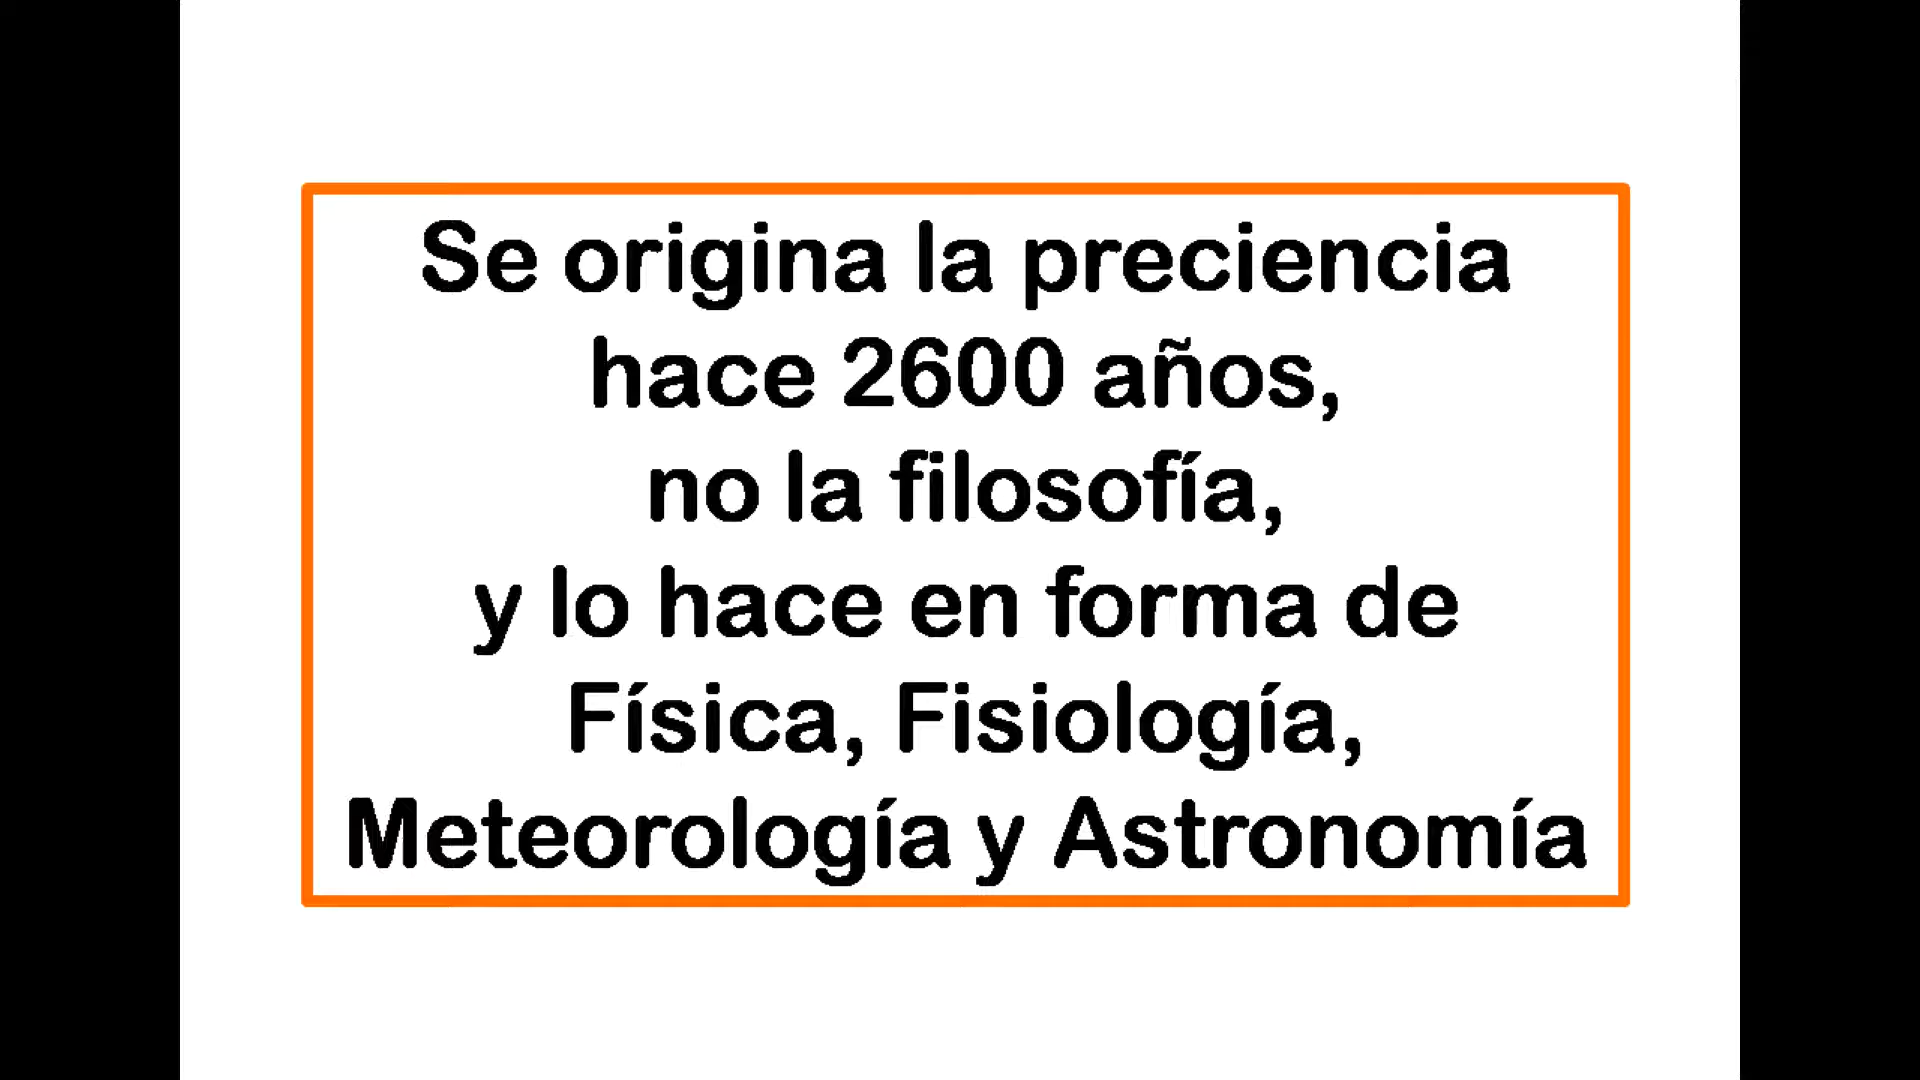 Se origina la preciencia
hace 2600 años,
no la filosofía,
y lo hace en forma de
Física, Fisiología,
Meteorología y Astronomía